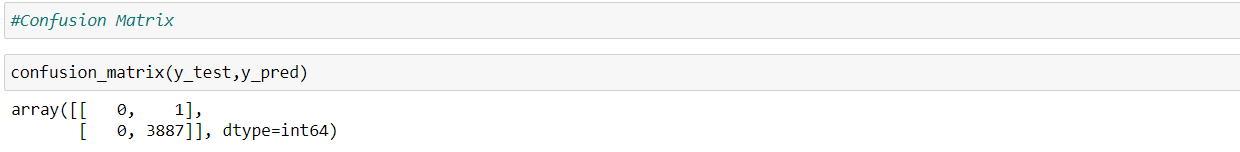 #Confusion Matrix
confusion_matrix(y_test,y_pred)
array([[   0,    1],
       [   0, 3887]], dtype=int64)